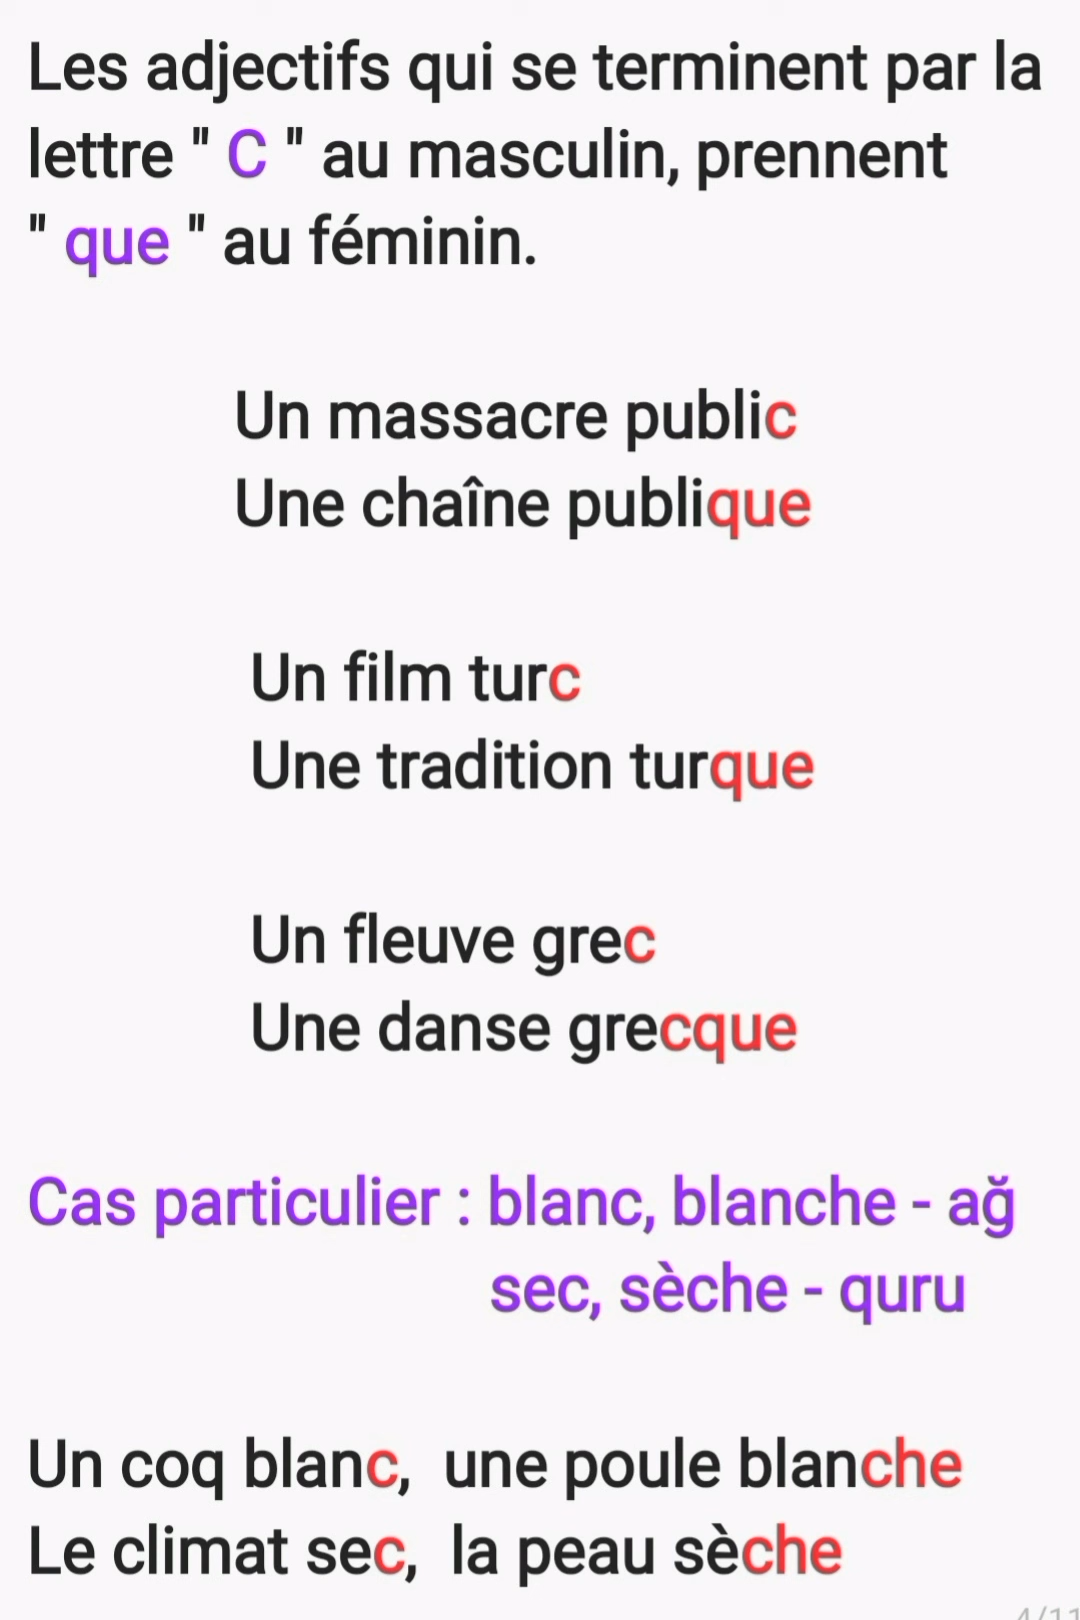 Les adjectifs qui se terminent par la
lettre " C " au masculin, prennent
" que " au féminin.
Un massacre public
Une chaîne publique
Un film turc
Une tradition turque
Un fleuve grec
Une danse grecque
Cas particulier : blanc, blanche - ağ
sec, sèche - quru
Un coq blanc, une poule blanche
Le climat sec, la peau sèche